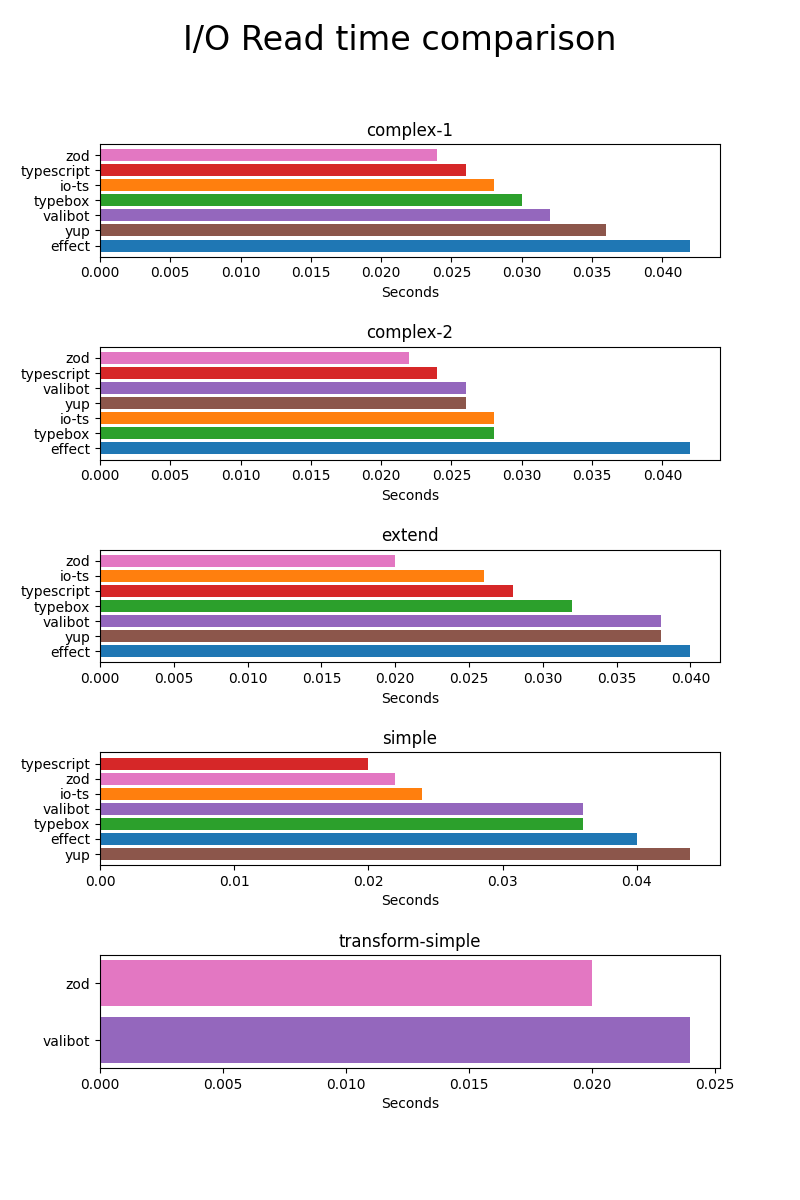 I/O Read time comparison
complex-1
zod
typescript
io-ts
typebox
valibot
yup
effect
0.000 0.005 0.010 0.015 0.020 0.025 0.030 0.035 0.040
Seconds
complex-2
zod
typescript
valibot
yup
io-ts
typebox
effect
0.000 0.005 0.010 0.015 0.020 0.025 0.030 0.035 0.040
Seconds
extend
zod
io-ts
typescript
typebox
valibot
yup
effect
0.000 0.005 0.010 0.015 0.020 0.025 0.030 0.035 0.040
Seconds
simple
typescript
zod
io-ts
valibot
typebox
effect
yup
0.00 0.01 0.02 0.03 0.04
Seconds
transform-simple
zod
valibot
0.000 0.005 0.010 0.015 0.020 0.025
Seconds